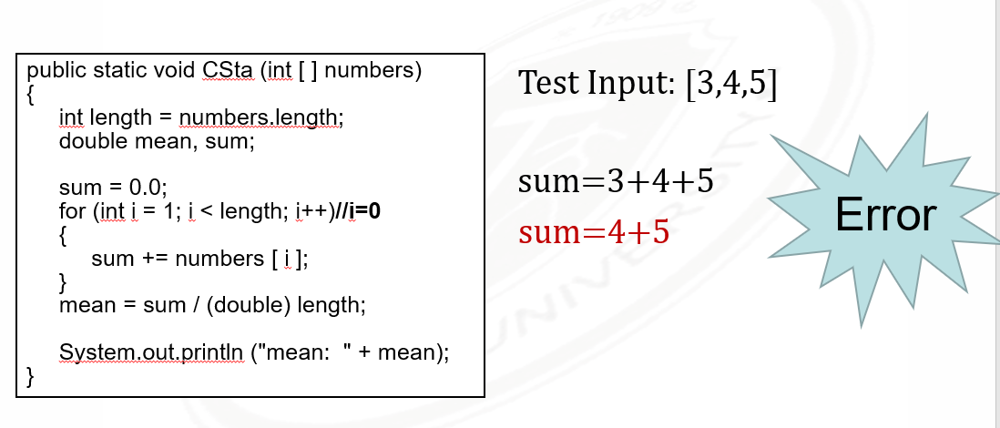 public static void CSta (int [ ] numbers)
{
int length = numbers.length;
double mean, sum;
sum = 0.0;
for (int i = 1; i < length; i++)//i=0
{
sum += numbers [ i ];
}
mean = sum / (double) length;
System.out.println ("mean:  " + mean);
}
Test Input: [3,4,5]
sum=3+4+5
sum=4+5
Error
1909
UNIVERSITY